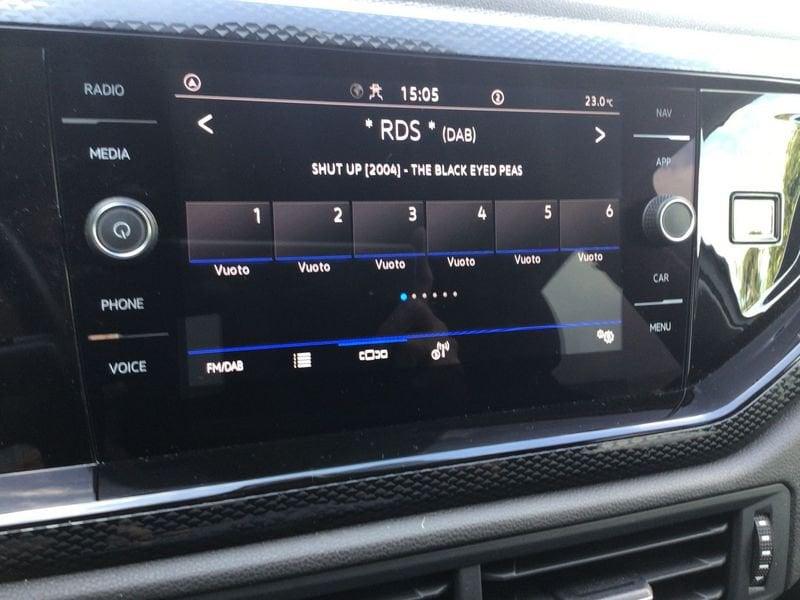 RADIO
MEDIA
PHONE
VOICE
15:05
2
23.0°C
< * RDS * (DAB) >
SHUT UP [2004] - THE BLACK EYED PEAS
1 2 3 4 5 6
Vuoto Vuoto Vuoto Vuoto Vuoto Vuoto
FM/DAB
NAV
APP
CAR
MENU